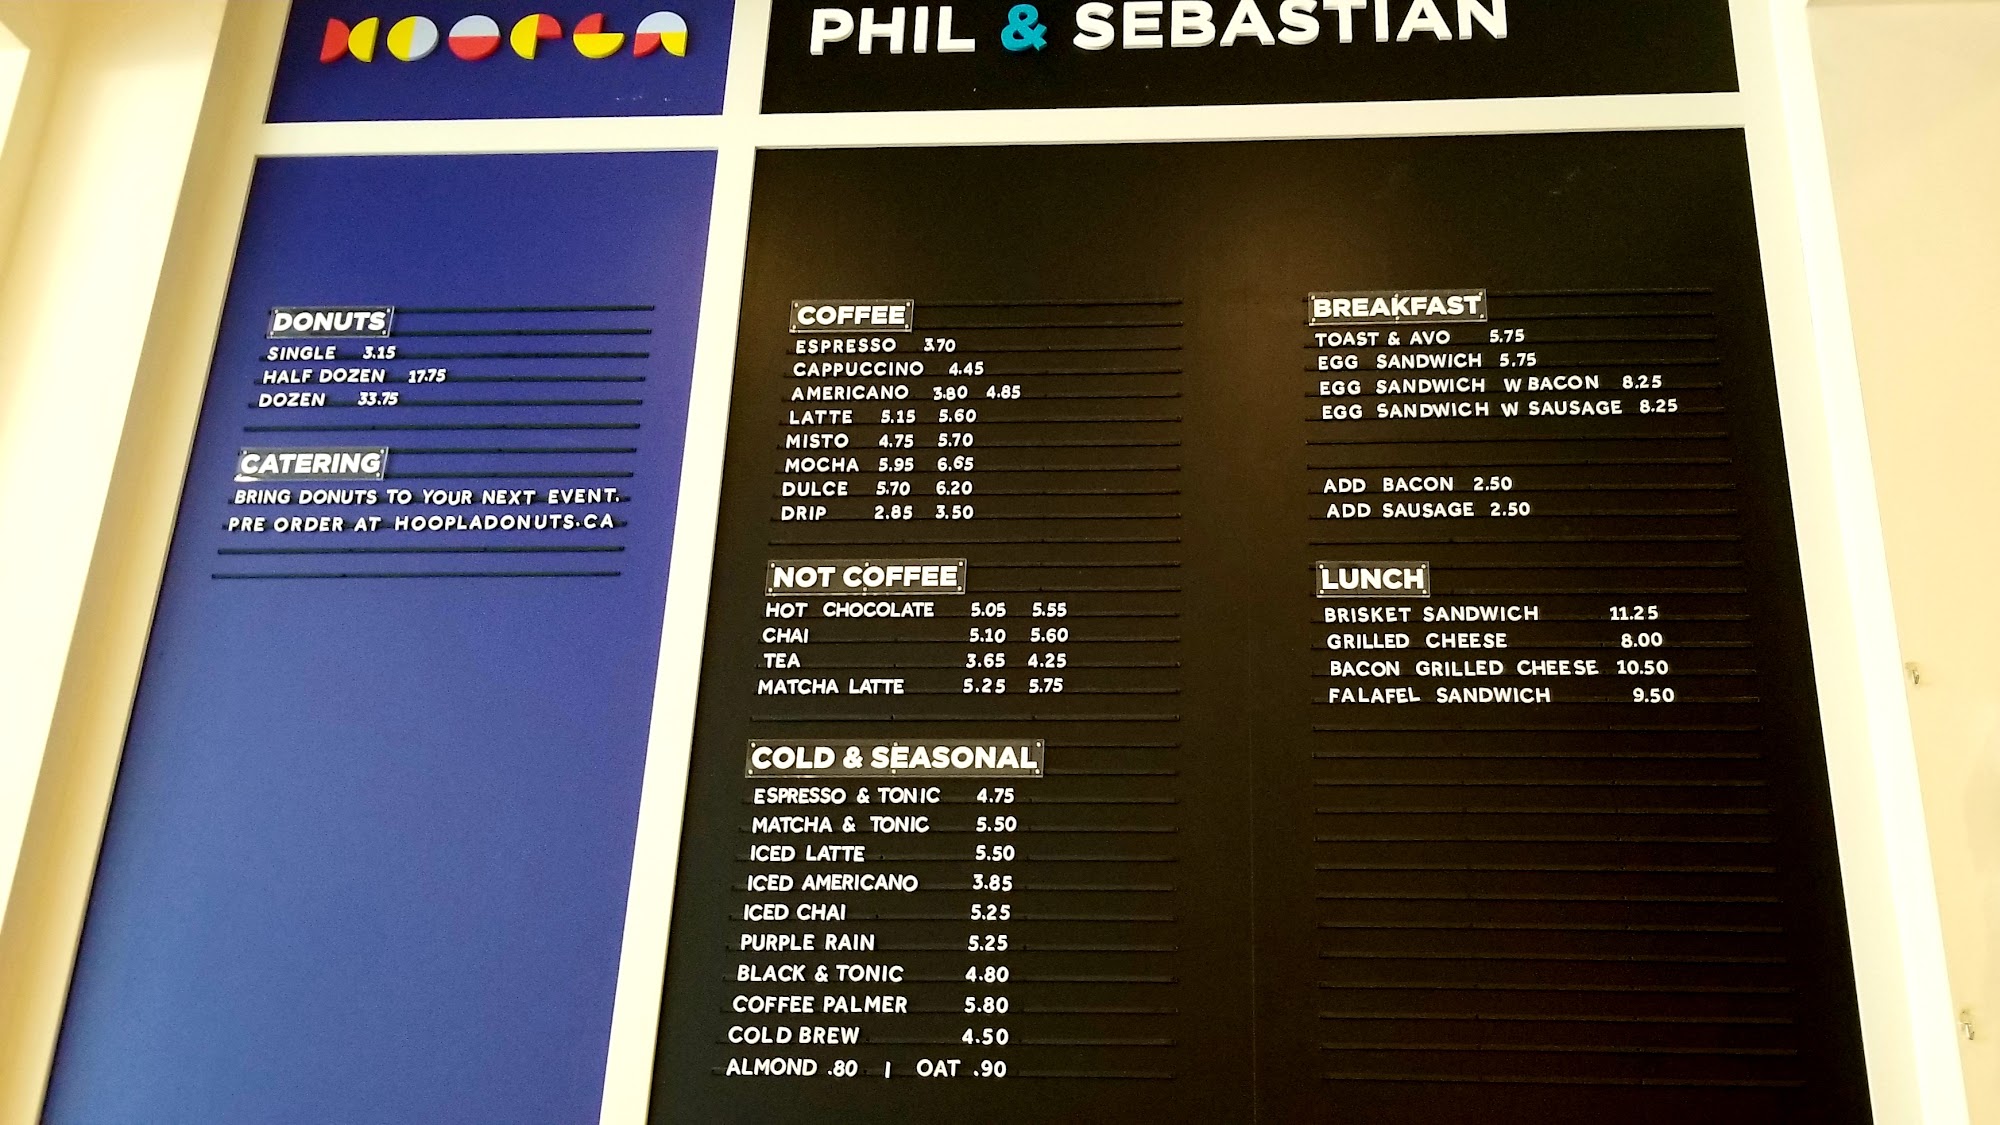 HOOPLA
DONUTS
SINGLE 3.15
HALF DOZEN 17.75
DOZEN 33.75
CATERING
BRING DONUTS TO YOUR NEXT EVENT.
PRE ORDER AT HOOPLADONUTS.CA
PHIL & SEBASTIAN
COFFEE
ESPRESSO 3.70
CAPPUCCINO 4.45
AMERICANO 3.80 4.85
LATTE 5.15 5.60
MISTO 4.75 5.70
MOCHA 5.95 6.65
DULCE 5.70 6.20
DRIP 2.85 3.50
NOT COFFEE
HOT CHOCOLATE 5.05 5.55
CHAI 5.10 5.60
TEA 3.65 4.25
MATCHA LATTE 5.25 5.75
COLD & SEASONAL
ESPRESSO & TONIC 4.75
MATCHA & TONIC 5.50
ICED LATTE 5.50
ICED AMERICANO 3.85
ICED CHAI 5.25
PURPLE RAIN 5.25
BLACK & TONIC 4.80
COFFEE PALMER 5.80
COLD BREW 4.50
ALMOND .80 | OAT .90
BREAKFAST
TOAST & AVO 5.75
EGG SANDWICH 5.75
EGG SANDWICH W BACON 8.25
EGG SANDWICH W SAUSAGE 8.25
ADD BACON 2.50
ADD SAUSAGE 2.50
LUNCH
BRISKET SANDWICH 11.25
GRILLED CHEESE 8.00
BACON GRILLED CHEESE 10.50
FALAFEL SANDWICH 9.50